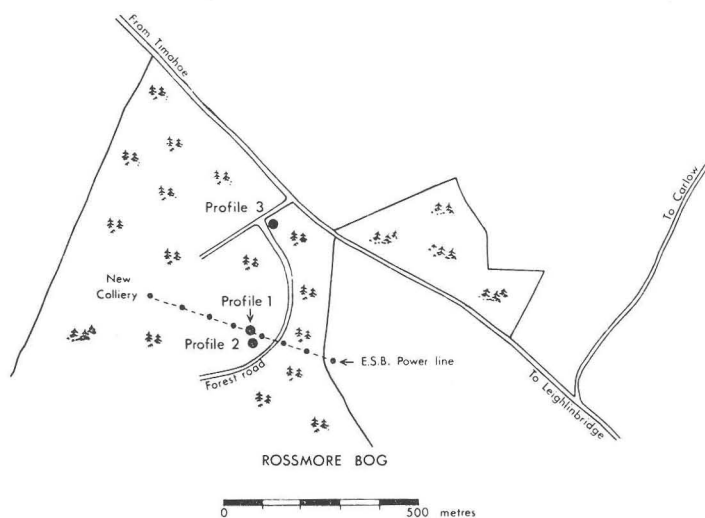 From Timahoe
Profile 3
To Carlow
New
Colliery
Profile 1
Profile 2
E.S.B. Power line
Forest road
To Leighlinbridge
ROSSMORE BOG
0 500 metres